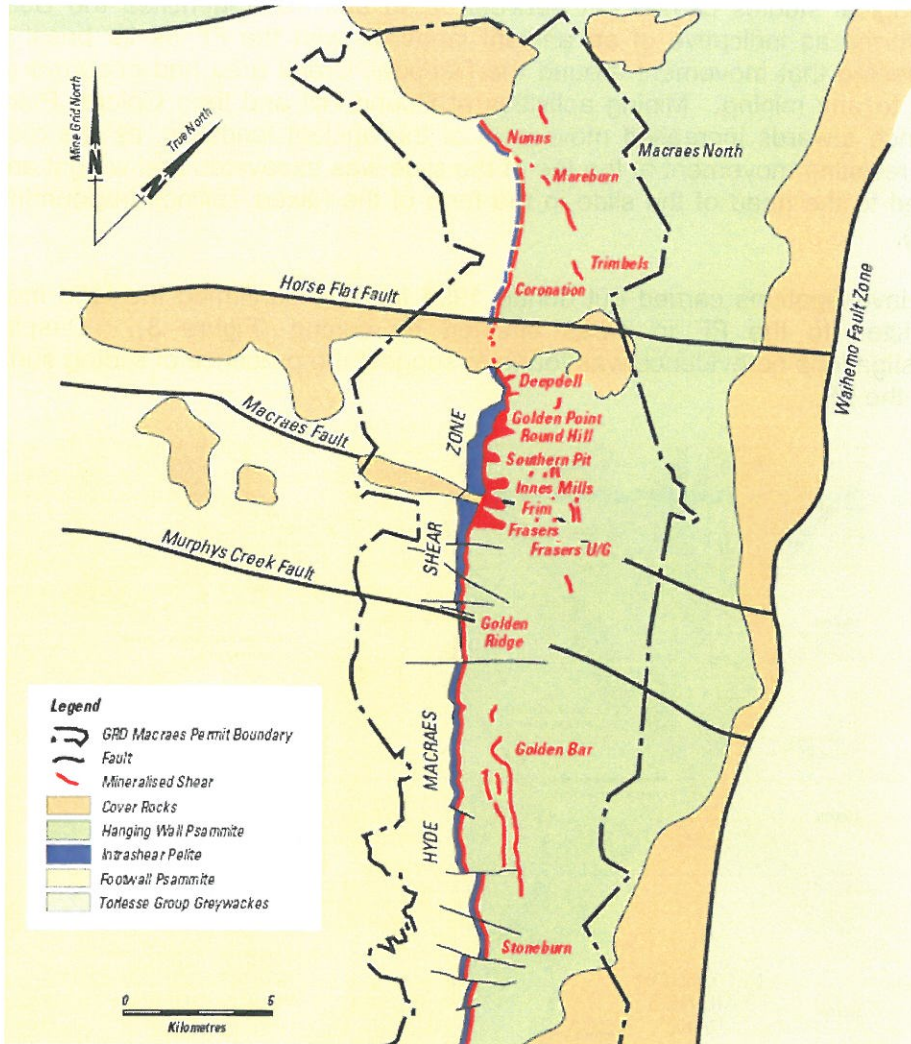 Mine Grid North
True North
N
N
Nunns
Macraes North
Mareburn
Trimbels
Horse Flat Fault
Coronation
Waihemo Fault Zone
Deepdell
Macraes Fault
ZONE
Golden Point
Round Hill
Southern Pit
Innes Mills
Frim
Frasers
Frasers U/G
SHEAR
Murphys Creek Fault
Golden
Ridge
Legend
GRD Macraes Permit Boundary
Fault
Mineralised Shear
Cover Rocks
Hanging Wall Psammite
Intrashear Pelite
Footwall Psammite
Torlesse Group Greywackes
MACRAES
Golden Bar
HYDE
Stoneburn
0 6
Kilometres